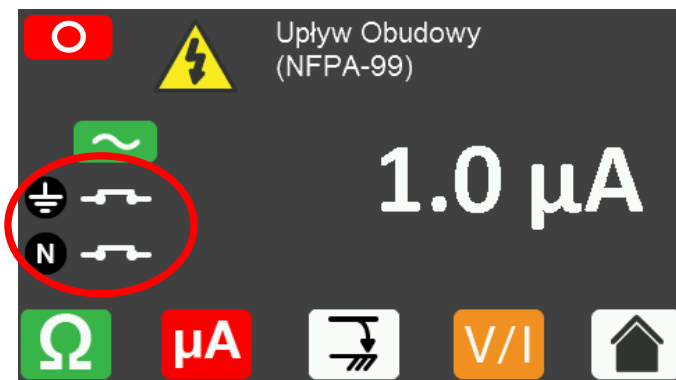 Upływ Obudowy
(NFPA-99)
1.0 µA
N
Ω
µA
V/I